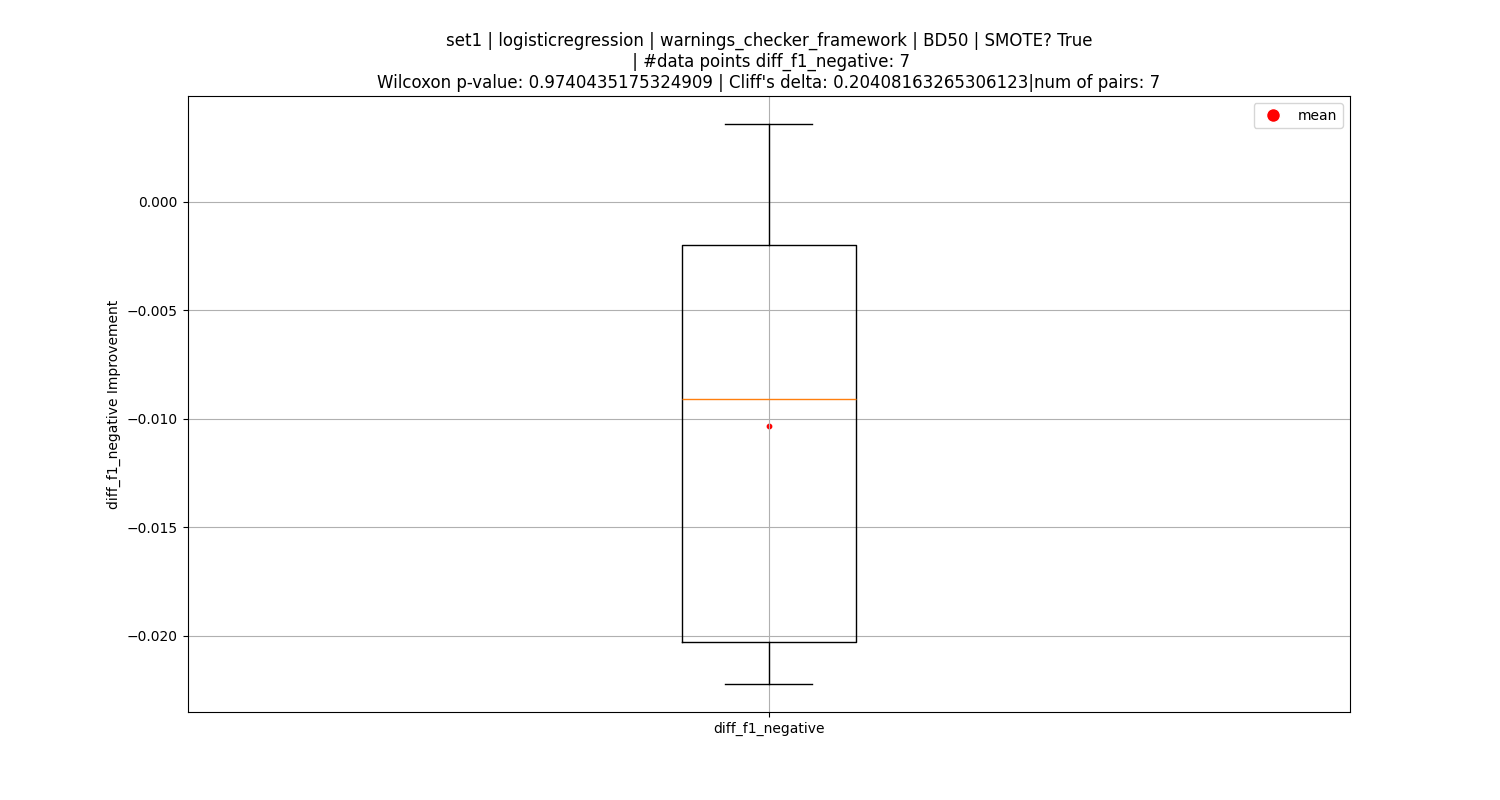 set1 | logisticregression | warnings_checker_framework | BD50 | SMOTE? True
| #data points diff_f1_negative: 7
Wilcoxon p-value: 0.9740435175324909 | Cliff's delta: 0.20408163265306123|num of pairs: 7
mean
0.000
−0.005
−0.010
−0.015
−0.020
diff_f1_negative Improvement
diff_f1_negative